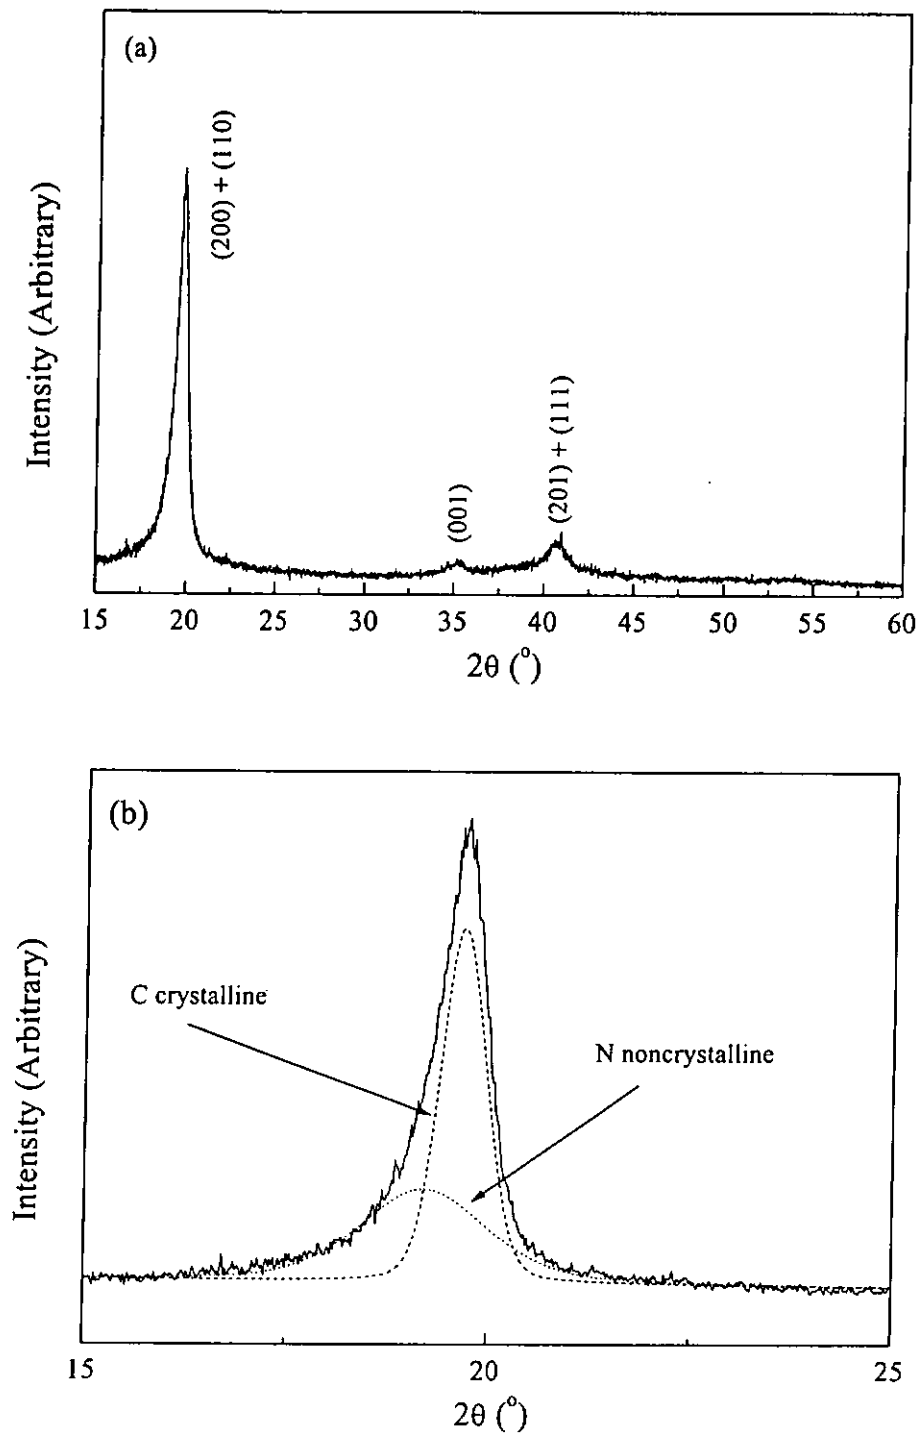 (a)
(200) + (110)
(001)
(201) + (111)
Intensity (Arbitrary)
15 20 25 30 35 40 45 50 55 60
2θ (°)
(b)
C crystalline
N noncrystalline
Intensity (Arbitrary)
15 20 25
2θ (°)